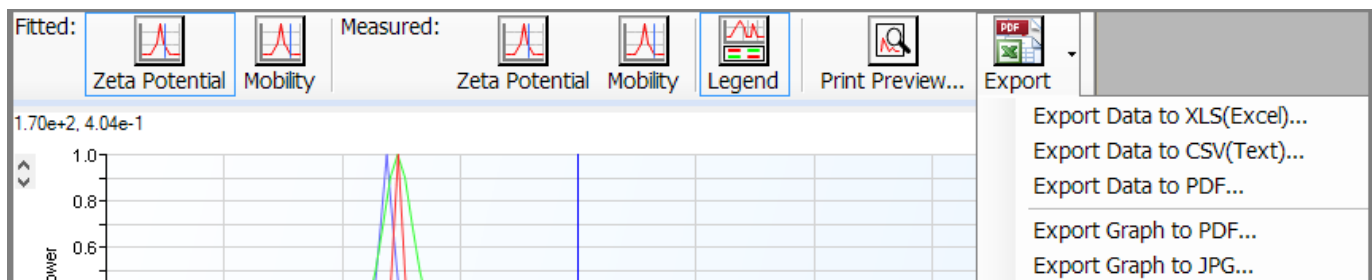 Fitted:
Zeta Potential
Mobility
Measured:
Zeta Potential
Mobility
Legend
Print Preview...
PDF
Export
Export Data to XLS(Excel)...
Export Data to CSV(Text)...
Export Data to PDF...
Export Graph to PDF...
Export Graph to JPG...
1.70e+2, 4.04e-1
1.0
0.8
0.6